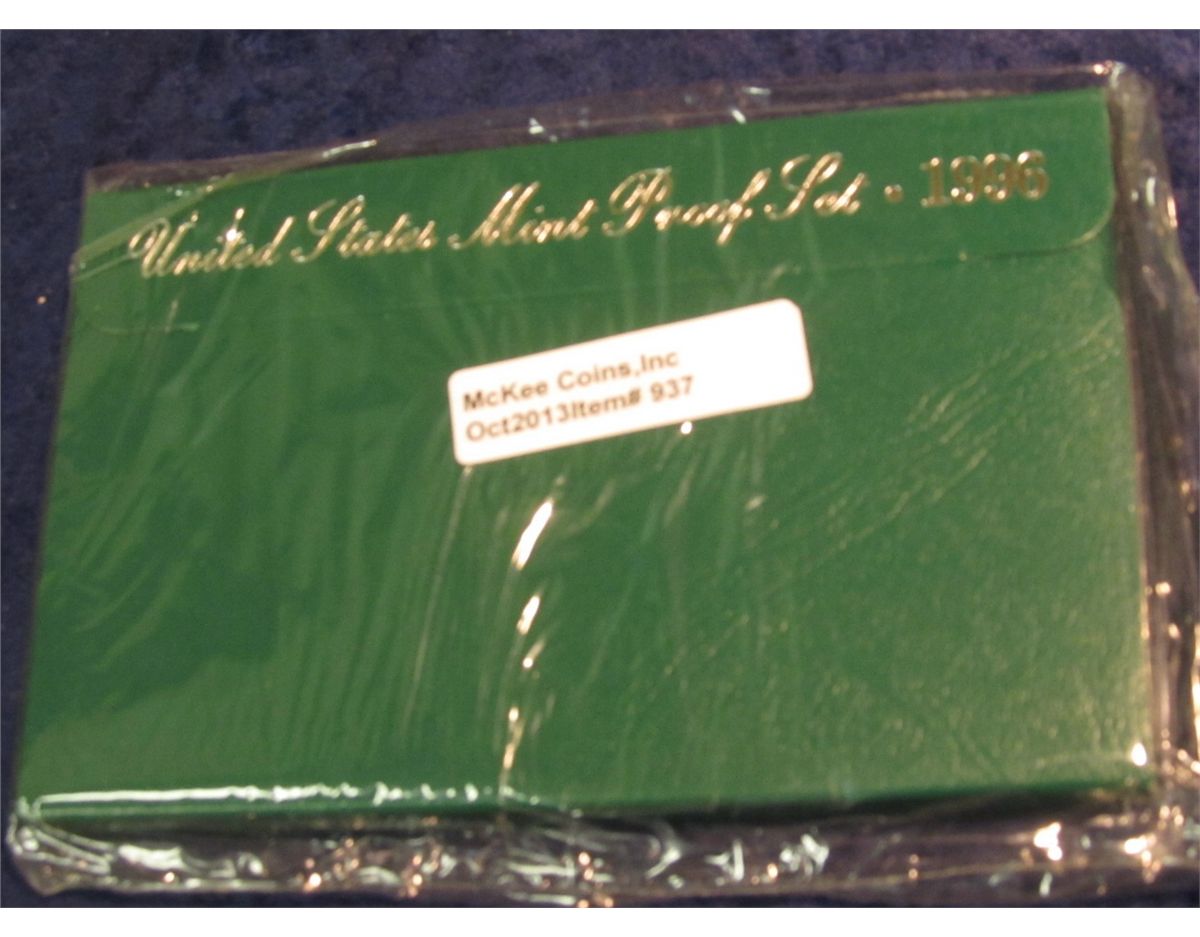 United States Mint Proof Set • 1996
McKee Coins,Inc
Oct2013Item# 937